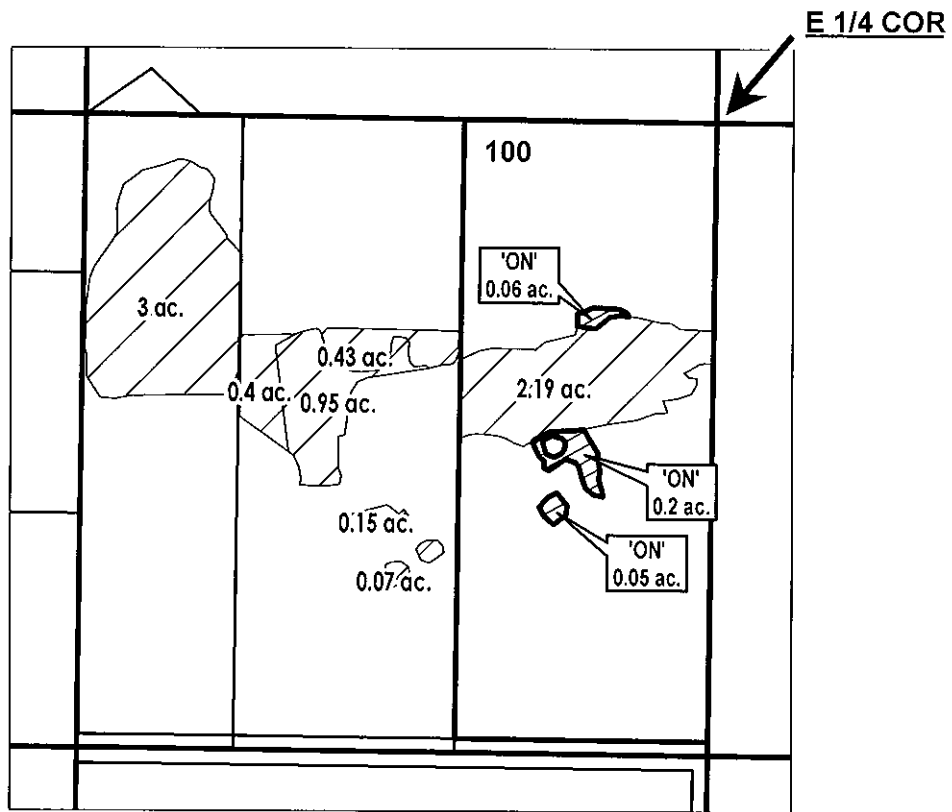 E 1/4 COR
100
'ON'
0.06 ac.
3 ac.
0.43 ac.
0.4 ac.
0.95 ac.
2.19 ac.
'ON'
0.2 ac.
0.15 ac.
'ON'
0.05 ac.
0.07 ac.